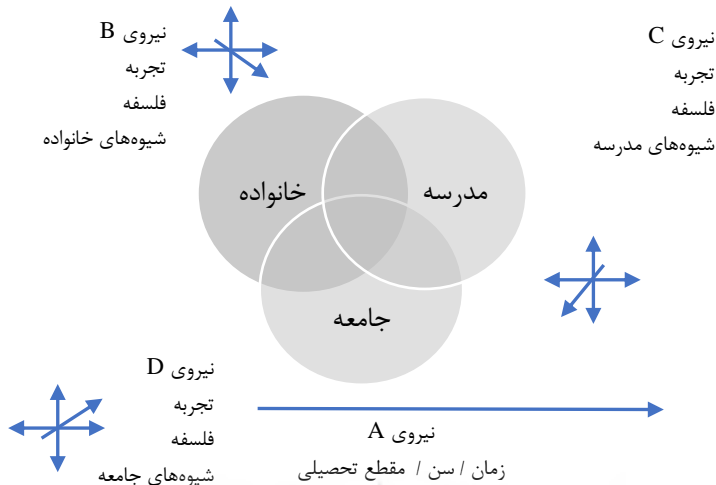 نیروی B
تجربه
فلسفه
شیوه‌های خانواده
نیروی C
تجربه
فلسفه
شیوه‌های مدرسه
خانواده
مدرسه
جامعه
نیروی D
تجربه
فلسفه
شیوه‌های جامعه
نیروی A
زمان / سن / مقطع تحصیلی